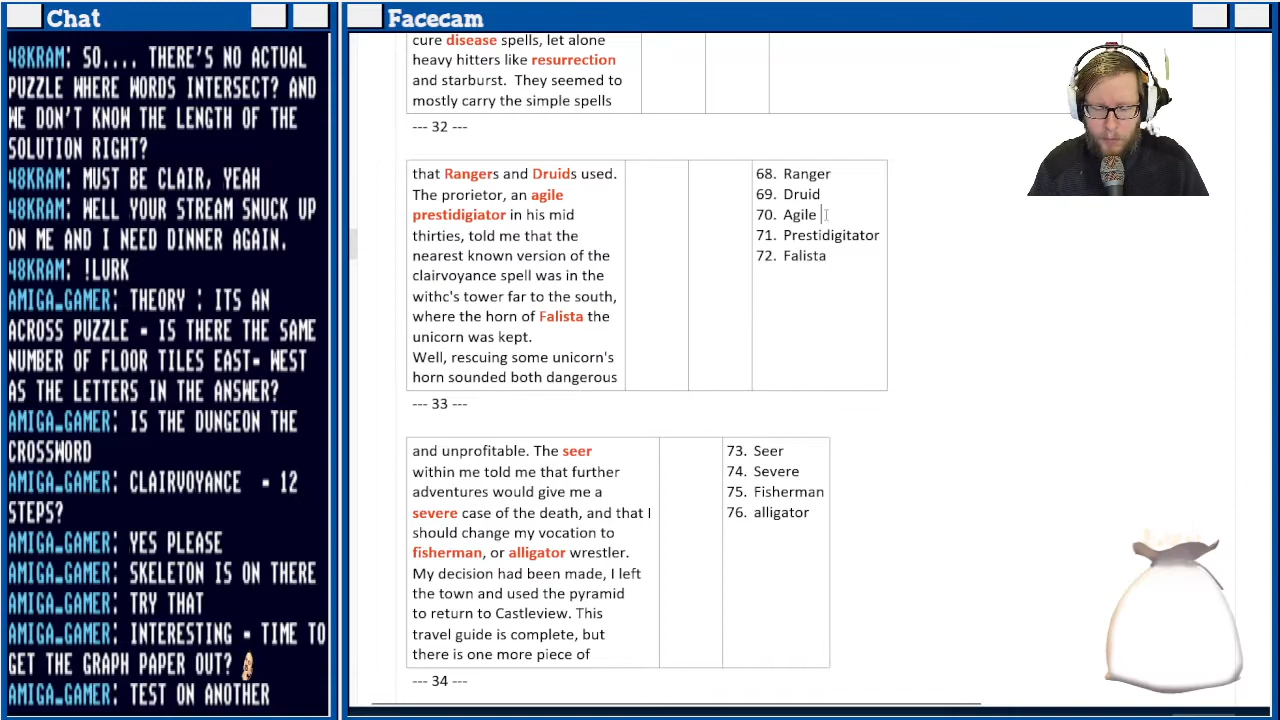 Chat
48KRAM: SO.... THERE'S NO ACTUAL
PUZZLE WHERE WORDS INTERSECT? AND
WE DON'T KNOW THE LENGTH OF THE
SOLUTION RIGHT?
48KRAM: MUST BE CLAIR, YEAH
48KRAM: WELL YOUR STREAM SNUCK UP
ON ME AND I NEED DINNER AGAIN.
48KRAM: !LURK
AMIGA_GAMER: THEORY : ITS AN
ACROSS PUZZLE - IS THERE THE SAME
NUMBER OF FLOOR TILES EAST- WEST
AS THE LETTERS IN THE ANSWER?
AMIGA_GAMER: IS THE DUNGEON THE
CROSSWORD
AMIGA_GAMER: CLAIRVOYANCE - 12
STEPS?
AMIGA_GAMER: YES PLEASE
AMIGA_GAMER: SKELETON IS ON THERE
AMIGA_GAMER: TRY THAT
AMIGA_GAMER: INTERESTING - TIME TO
GET THE GRAPH PAPER OUT?
AMIGA_GAMER: TEST ON ANOTHER
Facecam
cure disease spells, let alone
heavy hitters like resurrection
and starburst. They seemed to
mostly carry the simple spells
--- 32 ---
that Rangers and Druids used.
The prorietor, an agile
prestidigiator in his mid
thirties, told me that the
nearest known version of the
clairvoyance spell was in the
withc's tower far to the south,
where the horn of Falista the
unicorn was kept.
Well, rescuing some unicorn's
horn sounded both dangerous
68. Ranger
69. Druid
70. Agile
71. Prestidigitator
72. Falista
--- 33 ---
and unprofitable. The seer
within me told me that further
adventures would give me a
severe case of the death, and that I
should change my vocation to
fisherman, or alligator wrestler.
My decision had been made, I left
the town and used the pyramid
to return to Castleview. This
travel guide is complete, but
there is one more piece of
73. Seer
74. Severe
75. Fisherman
76. alligator
--- 34 ---